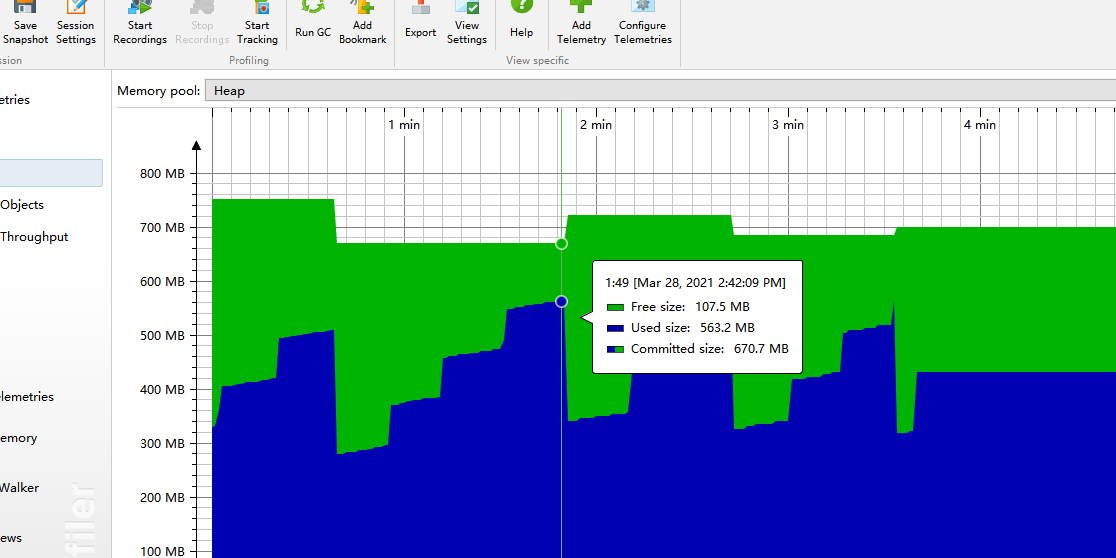 Save
Snapshot
Session
Settings
Start
Recordings
Stop
Recordings
Start
Tracking
Run GC
Add
Bookmark
Export
View
Settings
Help
Add
Telemetry
Configure
Telemetries
ssion
Profiling
View specific
etries
Objects
Throughput
elemetries
emory
Walker
ews
filer
Memory pool: Heap
1 min
2 min
3 min
4 min
800 MB
700 MB
600 MB
500 MB
400 MB
300 MB
200 MB
100 MB
1:49 [Mar 28, 2021 2:42:09 PM]
Free size: 107.5 MB
Used size: 563.2 MB
Committed size: 670.7 MB